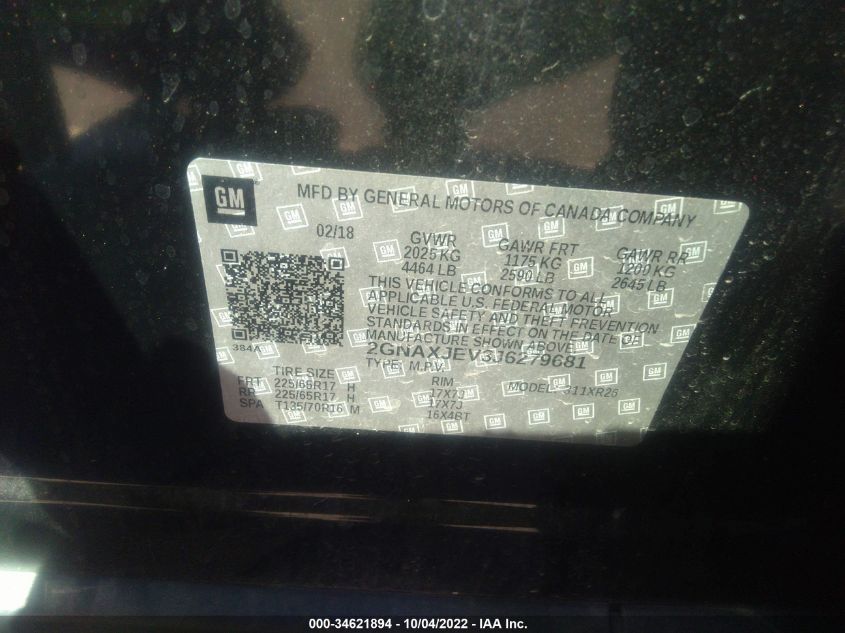 GM
MFD BY GENERAL MOTORS OF CANADA COMPANY
02/18
GVWR GAWR FRT GAWR RR
2025 KG 1175 KG 1200 KG
4464 LB 2590 LB 2645 LB
THIS VEHICLE CONFORMS TO ALL
APPLICABLE U.S. FEDERAL MOTOR
VEHICLE SAFETY AND THEFT PREVENTION
STANDARDS IN EFFECT ON THE DATE OF
MANUFACTURE SHOWN ABOVE.
2GNAXJEV3J6279681
TYPE: M.P.V.
TIRE SIZE RIM MODEL:
FRT 225/65R17 H 17X7J
RR 225/65R17 H 17X7J
SPA T135/70R16 M 16X4BT
000-34621894 - 10/04/2022 - IAA Inc.